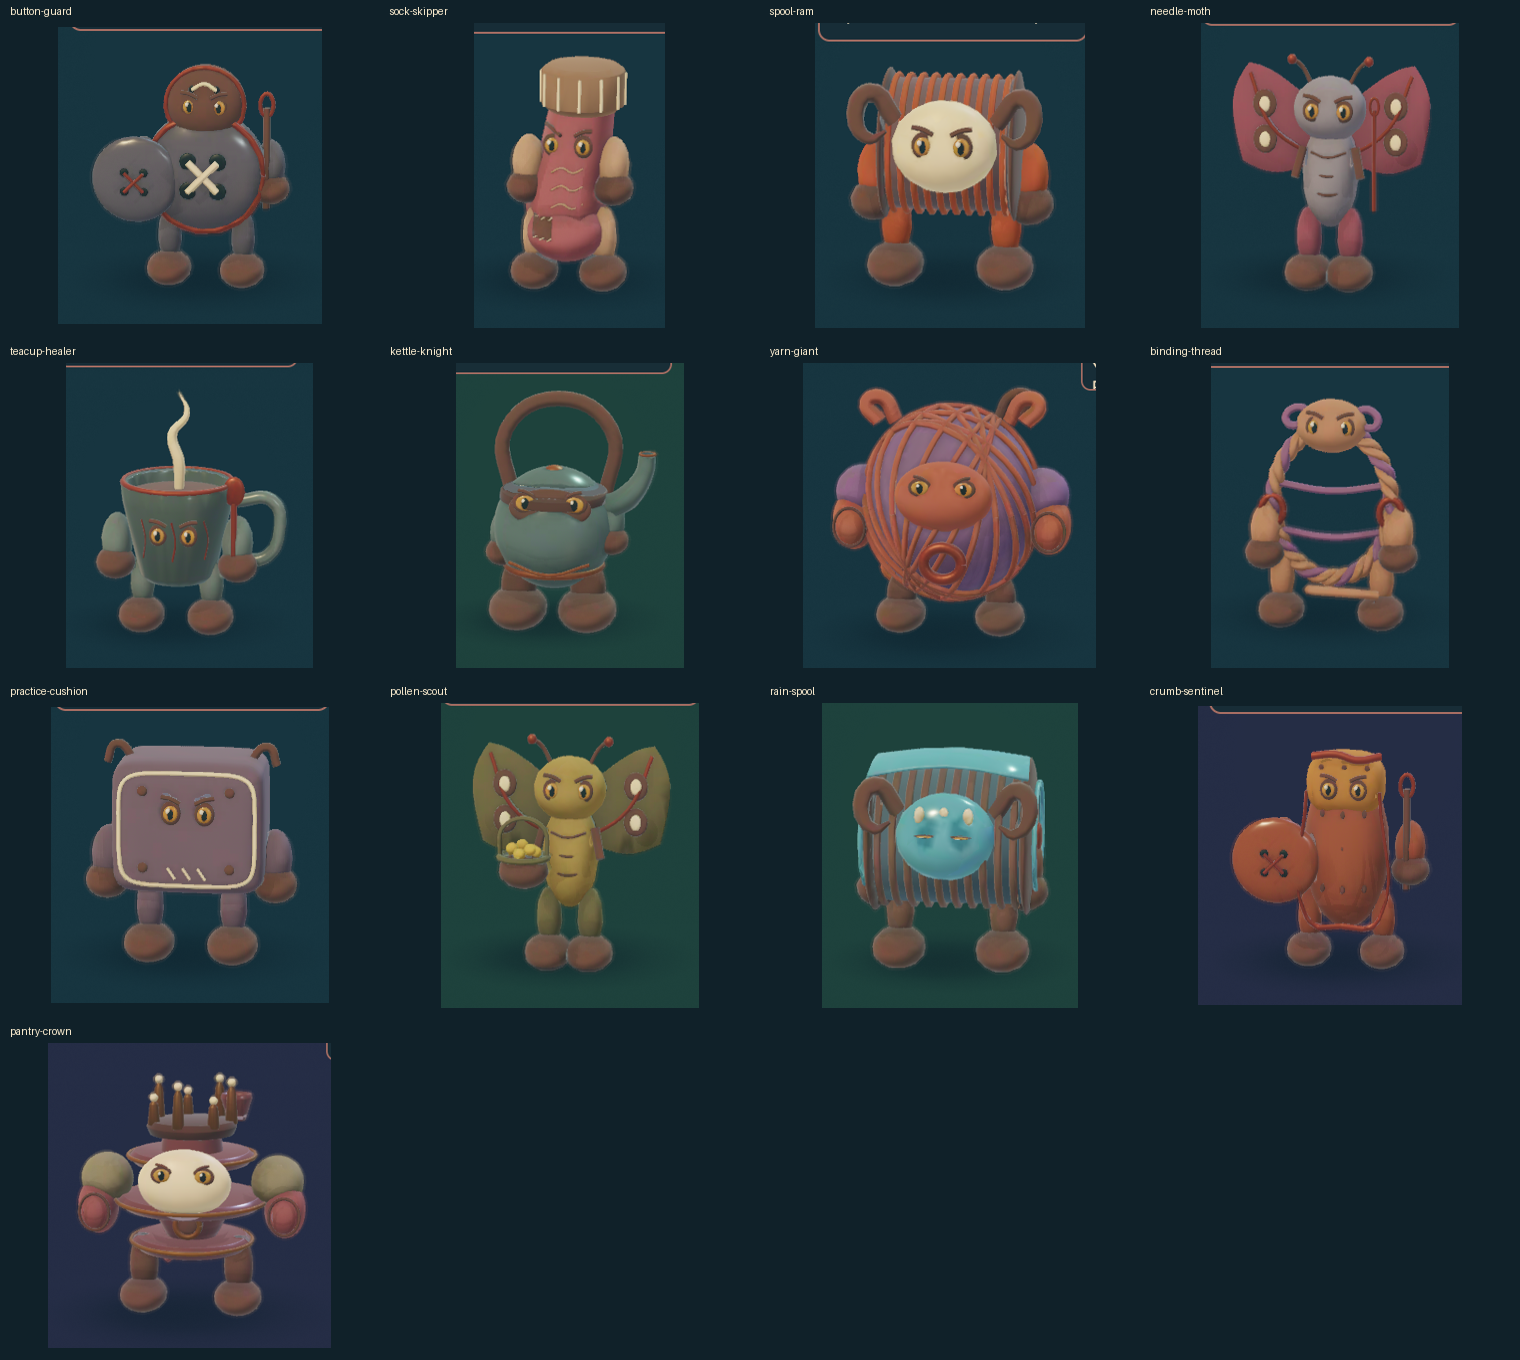 button-guard
sock-skipper
spool-ram
needle-moth
teacup-healer
kettle-knight
yarn-giant
binding-thread
practice-cushion
pollen-scout
rain-spool
crumb-sentinel
pantry-crown